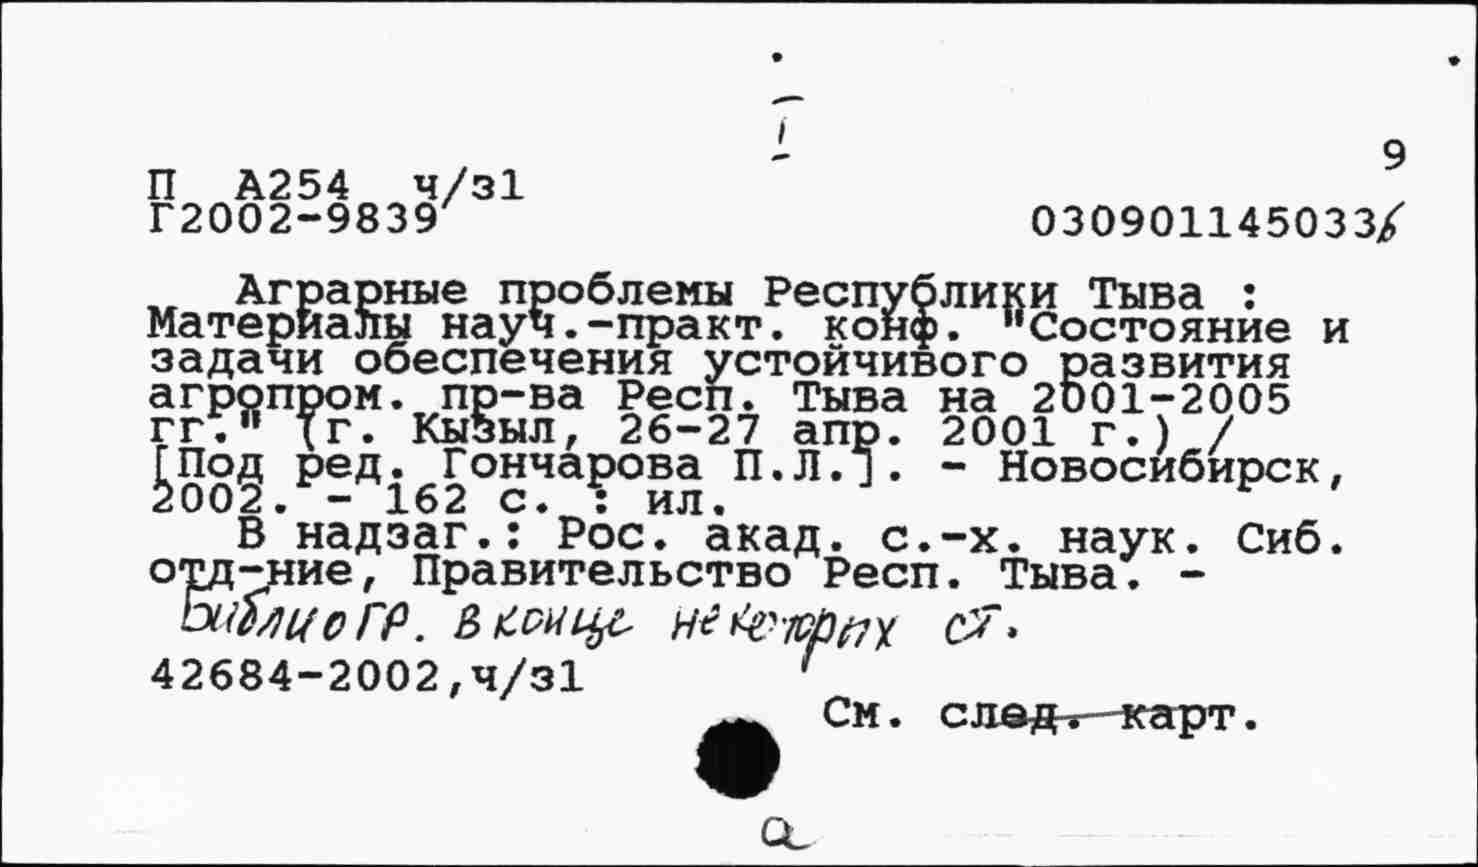 I
9
П А254 ч/з1
Г2002-9839
0309011450336
Аграрные проблемы Республики Тыва :
Материалы науч.-практ. конф. "Состояние и
задачи обеспечения устойчивого развития
агропром. пр-ва Респ. Тыва на 2001-2005
гг." (г. Кызыл, 26-27 апр. 2001 г.) /
[Под ред. Гончарова П.Л.]. - Новосибирск,
2002. - 162 с. : ил.
В надзаг.: Рос. акад. с.-х. наук. Сиб.
отд-ние, Правительство Респ. Тыва. -
Библиогр. в конце некоторых ст.
42684-2002,ч/з1
См. след. карт.
a